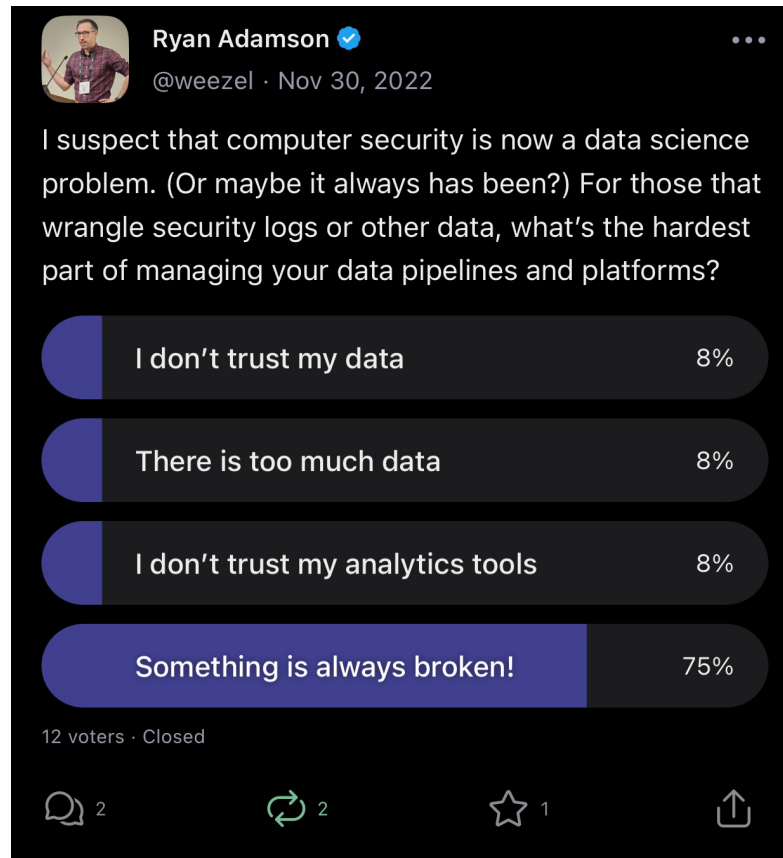 Ryan Adamson
@weezel · Nov 30, 2022
I suspect that computer security is now a data science
problem. (Or maybe it always has been?) For those that
wrangle security logs or other data, what’s the hardest
part of managing your data pipelines and platforms?
I don’t trust my data 8%
There is too much data 8%
I don’t trust my analytics tools 8%
Something is always broken! 75%
12 voters · Closed
2 2 1